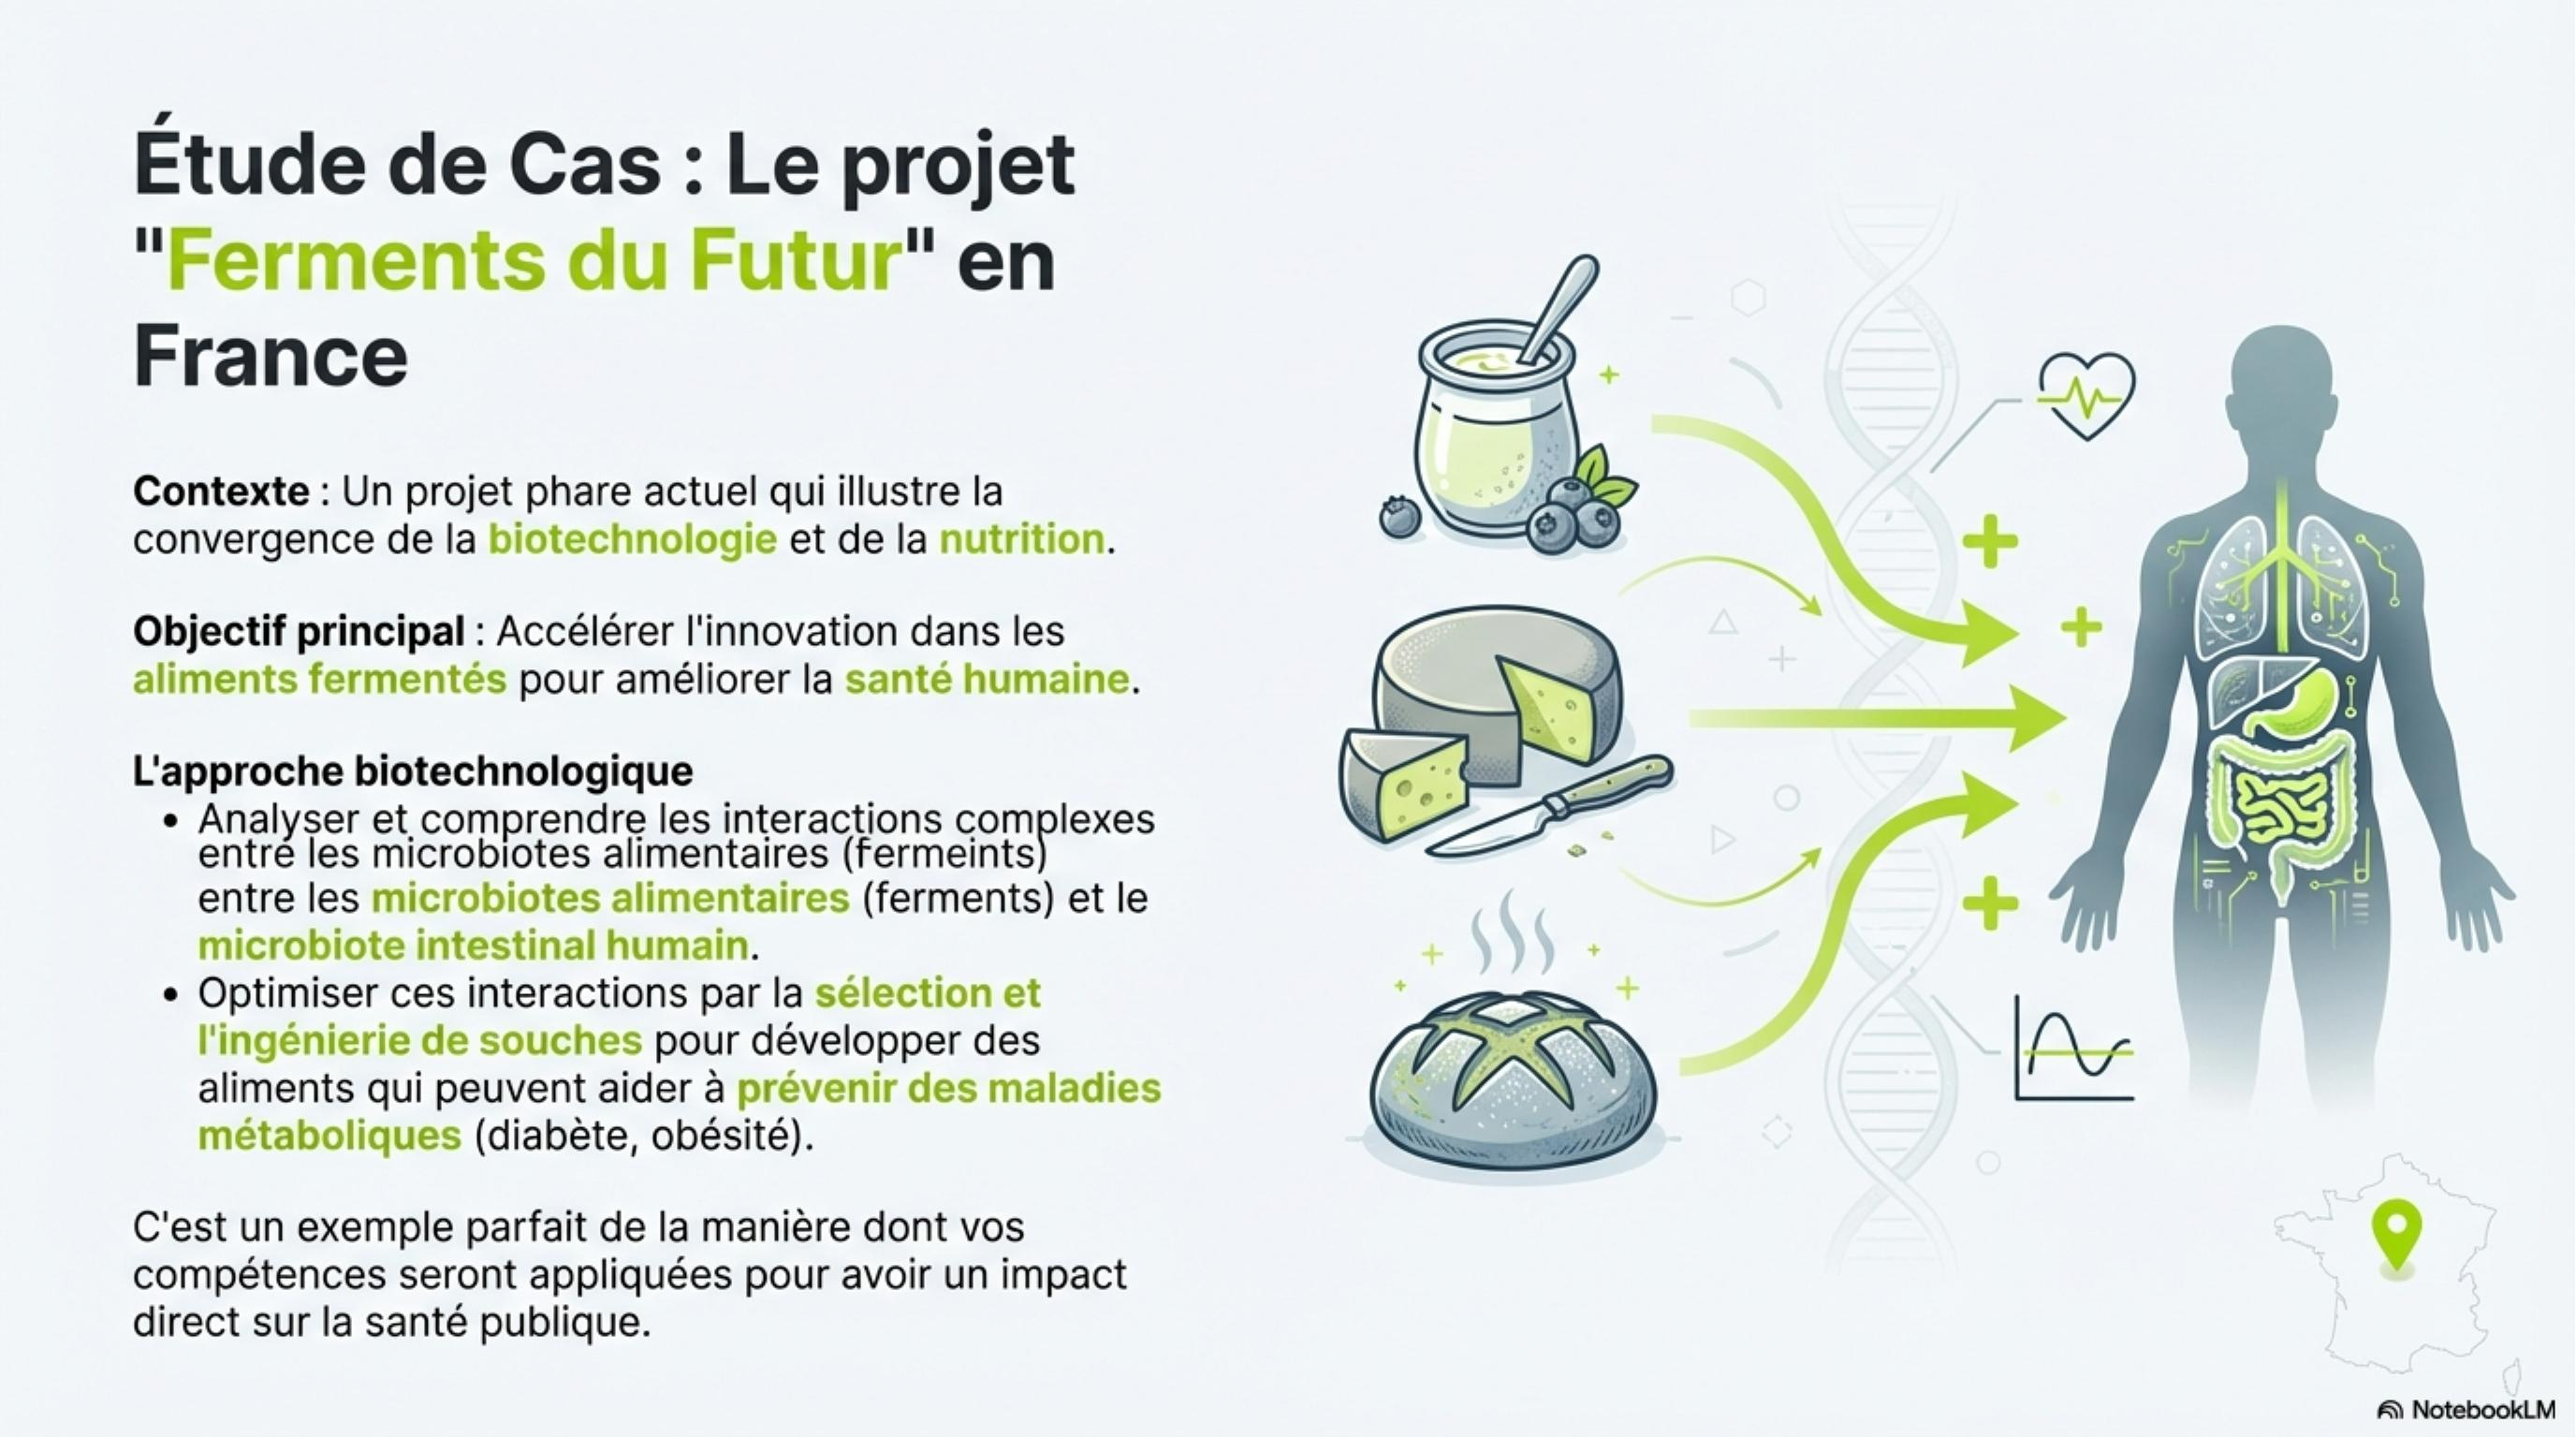 Étude de Cas : Le projet
"Ferments du Futur" en
France
Contexte : Un projet phare actuel qui illustre la
convergence de la biotechnologie et de la nutrition.
Objectif principal : Accélérer l'innovation dans les
aliments fermentés pour améliorer la santé humaine.
L'approche biotechnologique
• Analyser et comprendre les interactions complexes
entre les microbiotes alimentaires (fermeints)
entre les microbiotes alimentaires (ferments) et le
microbiote intestinal humain.
• Optimiser ces interactions par la sélection et
l'ingénierie de souches pour développer des
aliments qui peuvent aider à prévenir des maladies
métaboliques (diabète, obésité).
C'est un exemple parfait de la manière dont vos
compétences seront appliquées pour avoir un impact
direct sur la santé publique.
NotebookLM